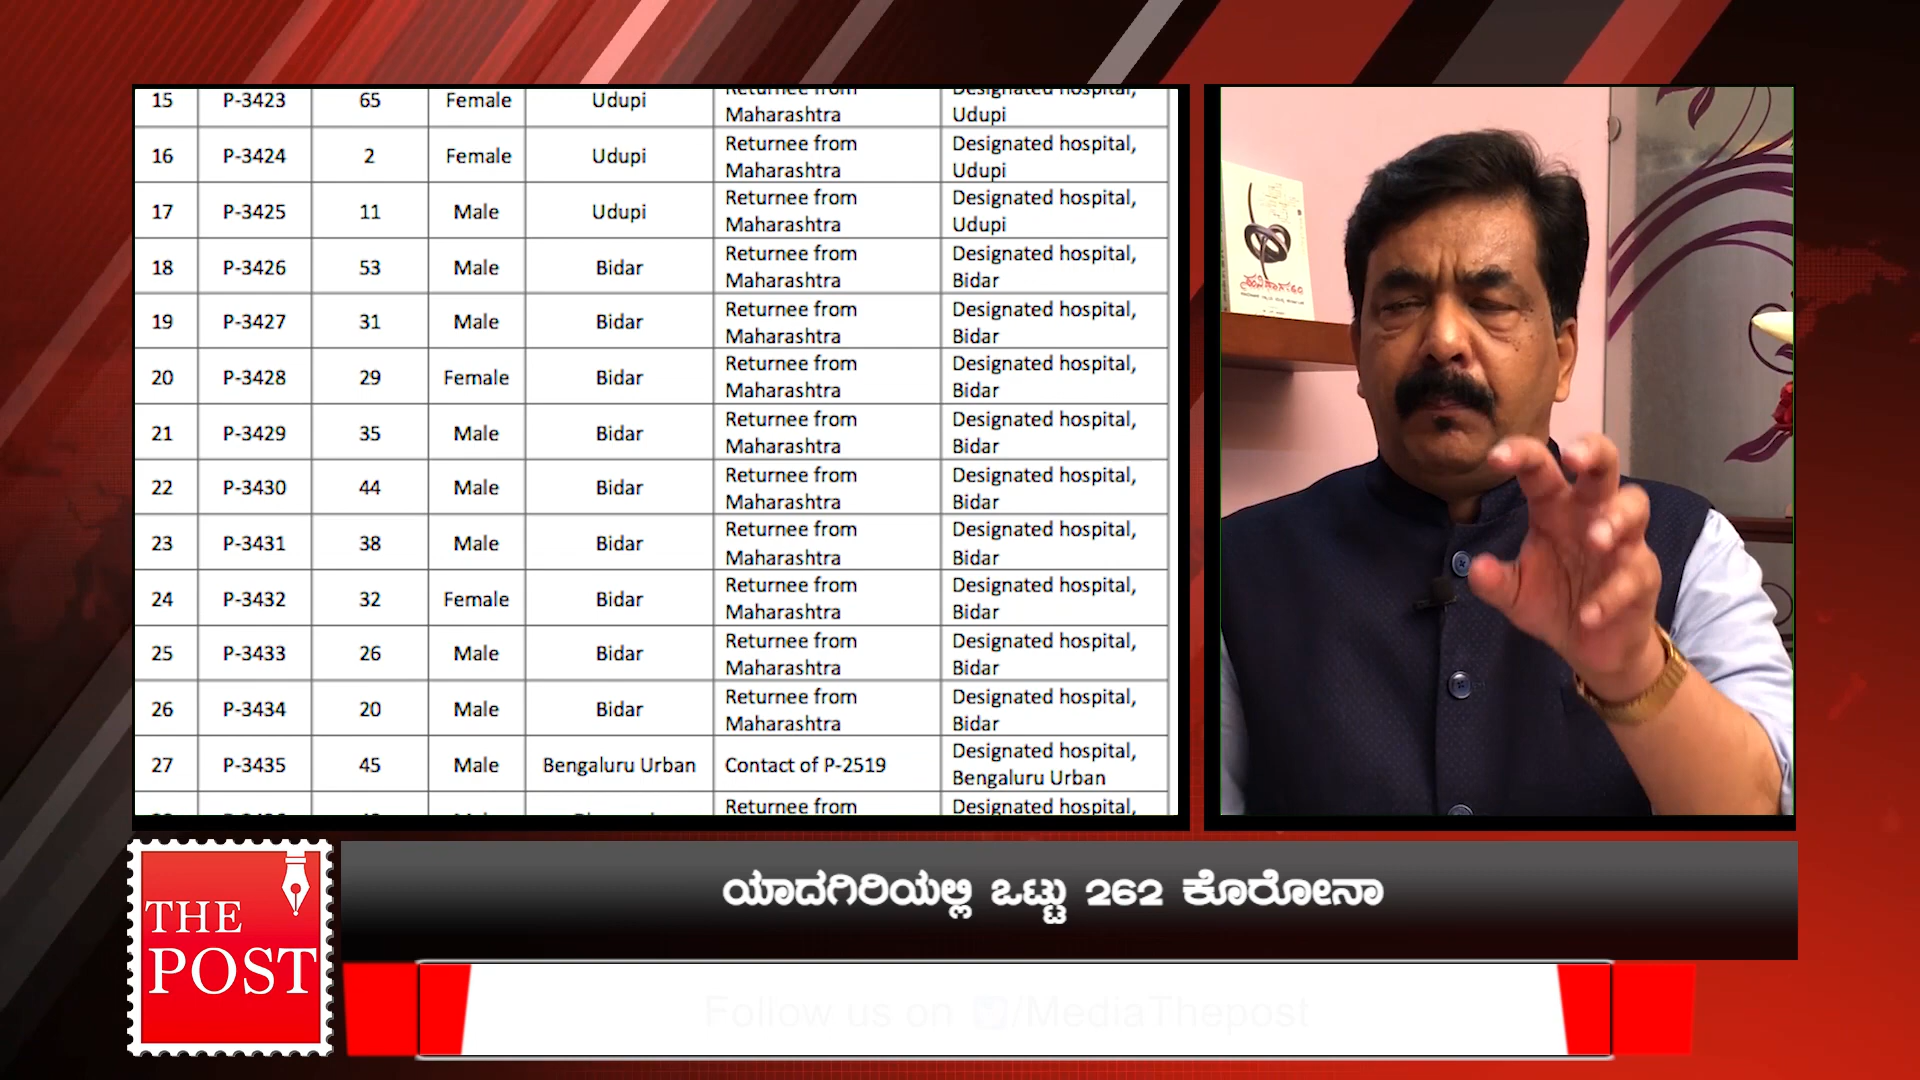 15 P-3423 65 Female Udupi Returnee from Maharashtra Designated hospital, Udupi
16 P-3424 2 Female Udupi Returnee from Maharashtra Designated hospital, Udupi
17 P-3425 11 Male Udupi Returnee from Maharashtra Designated hospital, Udupi
18 P-3426 53 Male Bidar Returnee from Maharashtra Designated hospital, Bidar
19 P-3427 31 Male Bidar Returnee from Maharashtra Designated hospital, Bidar
20 P-3428 29 Female Bidar Returnee from Maharashtra Designated hospital, Bidar
21 P-3429 35 Male Bidar Returnee from Maharashtra Designated hospital, Bidar
22 P-3430 44 Male Bidar Returnee from Maharashtra Designated hospital, Bidar
23 P-3431 38 Male Bidar Returnee from Maharashtra Designated hospital, Bidar
24 P-3432 32 Female Bidar Returnee from Maharashtra Designated hospital, Bidar
25 P-3433 26 Male Bidar Returnee from Maharashtra Designated hospital, Bidar
26 P-3434 20 Male Bidar Returnee from Maharashtra Designated hospital, Bidar
27 P-3435 45 Male Bengaluru Urban Contact of P-2519 Designated hospital, Bengaluru Urban
Returnee from Designated hospital,
THE
POST
ಯಾದಗಿರಿಯಲ್ಲಿ ಒಟ್ಟು 262 ಕೊರೋನಾ
Follow us on /MediaThepost